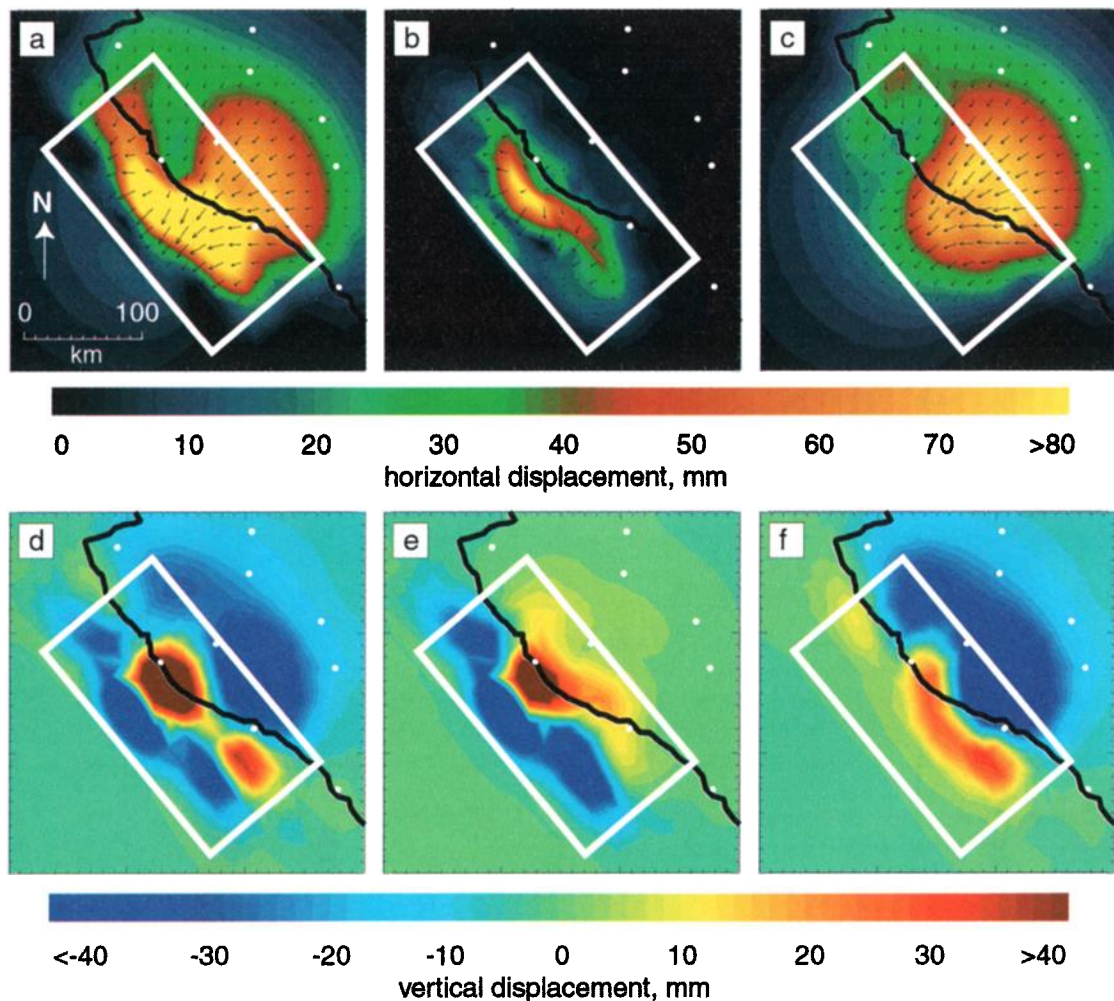 a
b
c
N
0 100
km
0 10 20 30 40 50 60 70 >80
horizontal displacement, mm
d
e
f
<-40 -30 -20 -10 0 10 20 30 >40
vertical displacement, mm